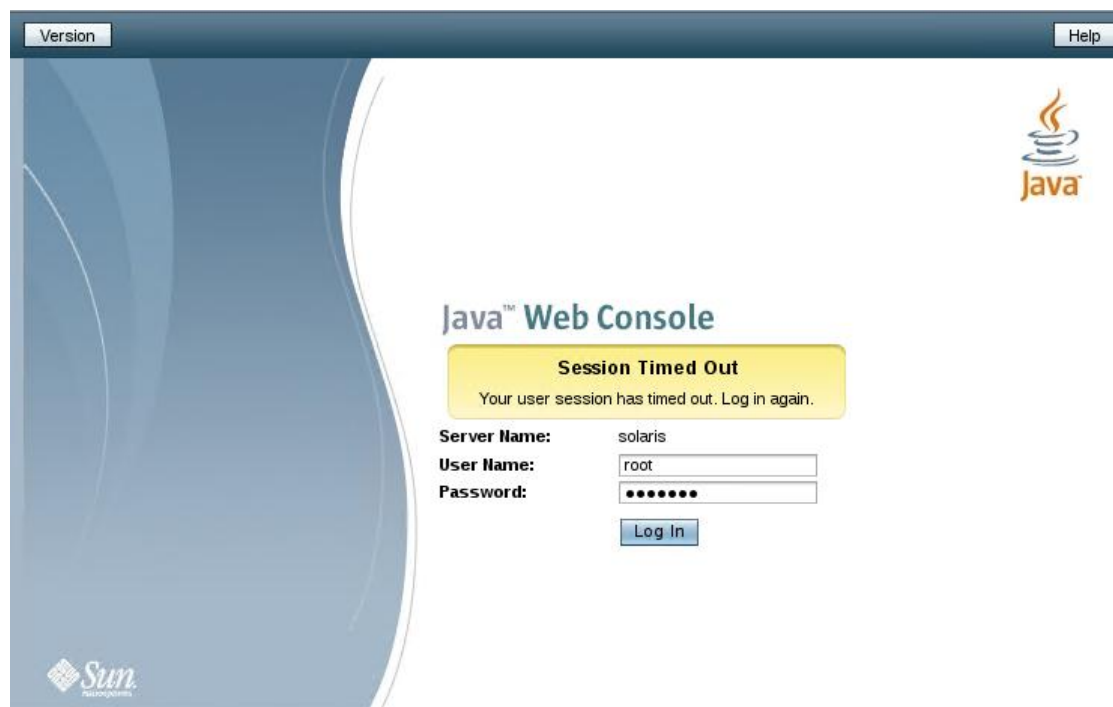 Version
Help
Java
Java™ Web Console
Session Timed Out
Your user session has timed out. Log in again.
Server Name: solaris
User Name: root
Password: ●●●●●●●
Log In
Sun
microsystems